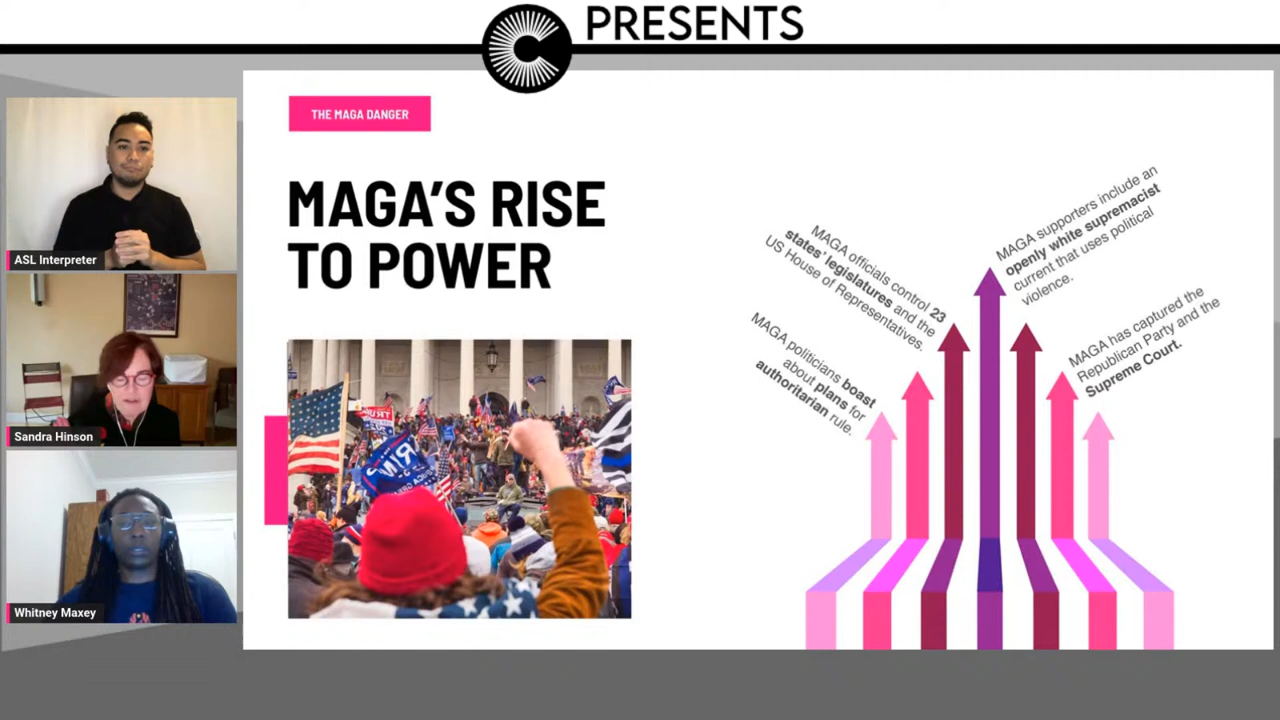 PRESENTS
THE MAGA DANGER
MAGA'S RISE
TO POWER
MAGA politicians boast
about plans for
authoritarian rule.
MAGA officials control 23
states' legislatures and the
US House of Representatives.
MAGA supporters include an
openly white supremacist
current that uses political
violence.
MAGA has captured the
Republican Party and the
Supreme Court.
TRUMP
ASL Interpreter
Sandra Hinson
Whitney Maxey